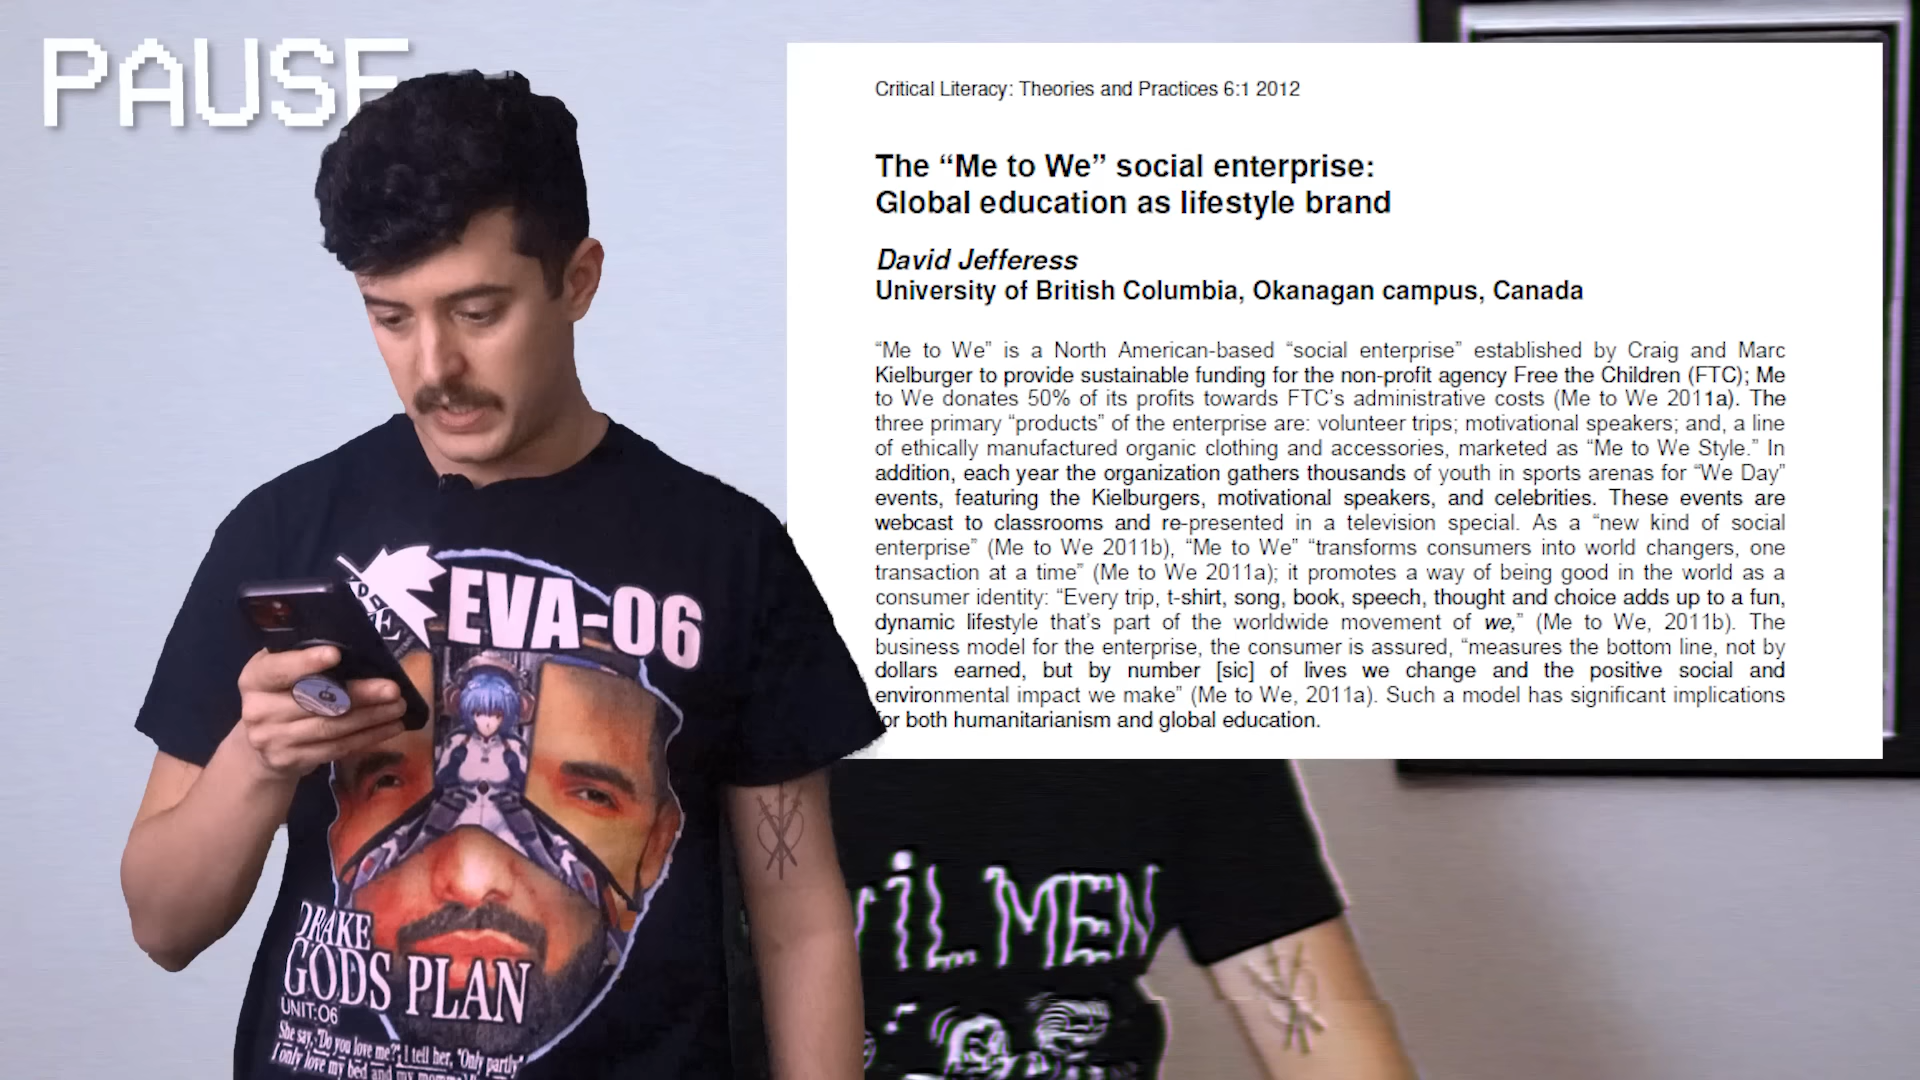 PAUSE
Critical Literacy: Theories and Practices 6:1 2012
The “Me to We” social enterprise:
Global education as lifestyle brand
David Jefferess
University of British Columbia, Okanagan campus, Canada
“Me to We” is a North American-based “social enterprise” established by Craig and Marc
Kielburger to provide sustainable funding for the non-profit agency Free the Children (FTC); Me
to We donates 50% of its profits towards FTC’s administrative costs (Me to We 2011a). The
three primary “products” of the enterprise are: volunteer trips; motivational speakers; and, a line
of ethically manufactured organic clothing and accessories, marketed as “Me to We Style.” In
addition, each year the organization gathers thousands of youth in sports arenas for “We Day”
events, featuring the Kielburgers, motivational speakers, and celebrities. These events are
webcast to classrooms and re-presented in a television special. As a “new kind of social
enterprise” (Me to We 2011b), “Me to We” “transforms consumers into world changers, one
transaction at a time” (Me to We 2011a); it promotes a way of being good in the world as a
consumer identity: “Every trip, t-shirt, song, book, speech, thought and choice adds up to a fun,
dynamic lifestyle that’s part of the worldwide movement of we,” (Me to We, 2011b). The
business model for the enterprise, the consumer is assured, “measures the bottom line, not by
dollars earned, but by number [sic] of lives we change and the positive social and
environmental impact we make” (Me to We, 2011a). Such a model has significant implications
for both humanitarianism and global education.
EVA-06
DRAKE
GODS PLAN
UNIT:06
She say, "Do you love me?" I tell her, "Only partly"
I only love my bed and my
MEN